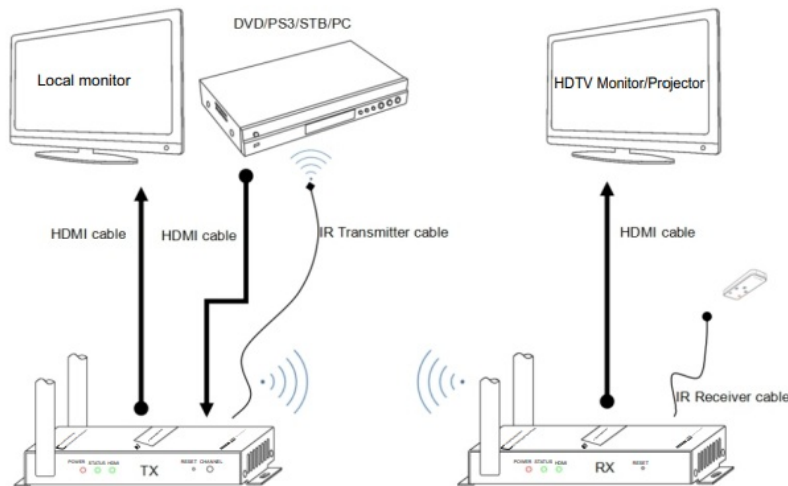 DVD/PS3/STB/PC
Local monitor
HDTV Monitor/Projector
HDMI cable
HDMI cable
IR Transmitter cable
HDMI cable
IR Receiver cable
POWER STATUS HDMI
TX
RESET CHANNEL
POWER STATUS HDMI
RX
RESET